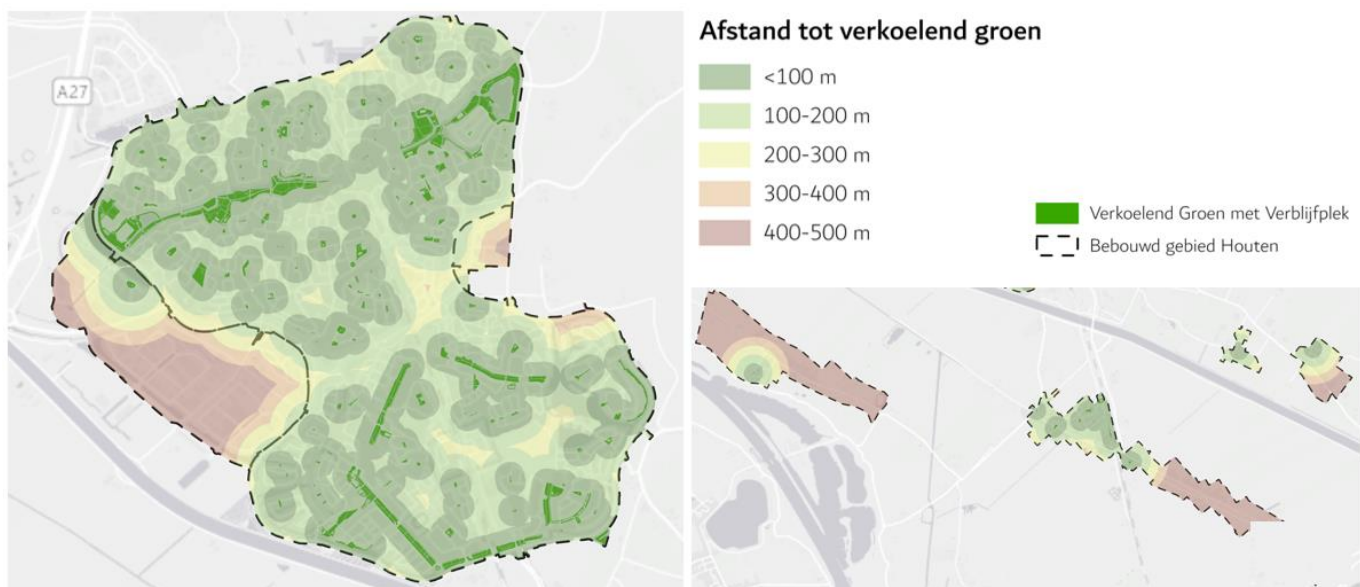 A27
Afstand tot verkoelend groen
<100 m
100-200 m
200-300 m
300-400 m
400-500 m
Verkoelend Groen met Verblijfplek
Bebouwd gebied Houten